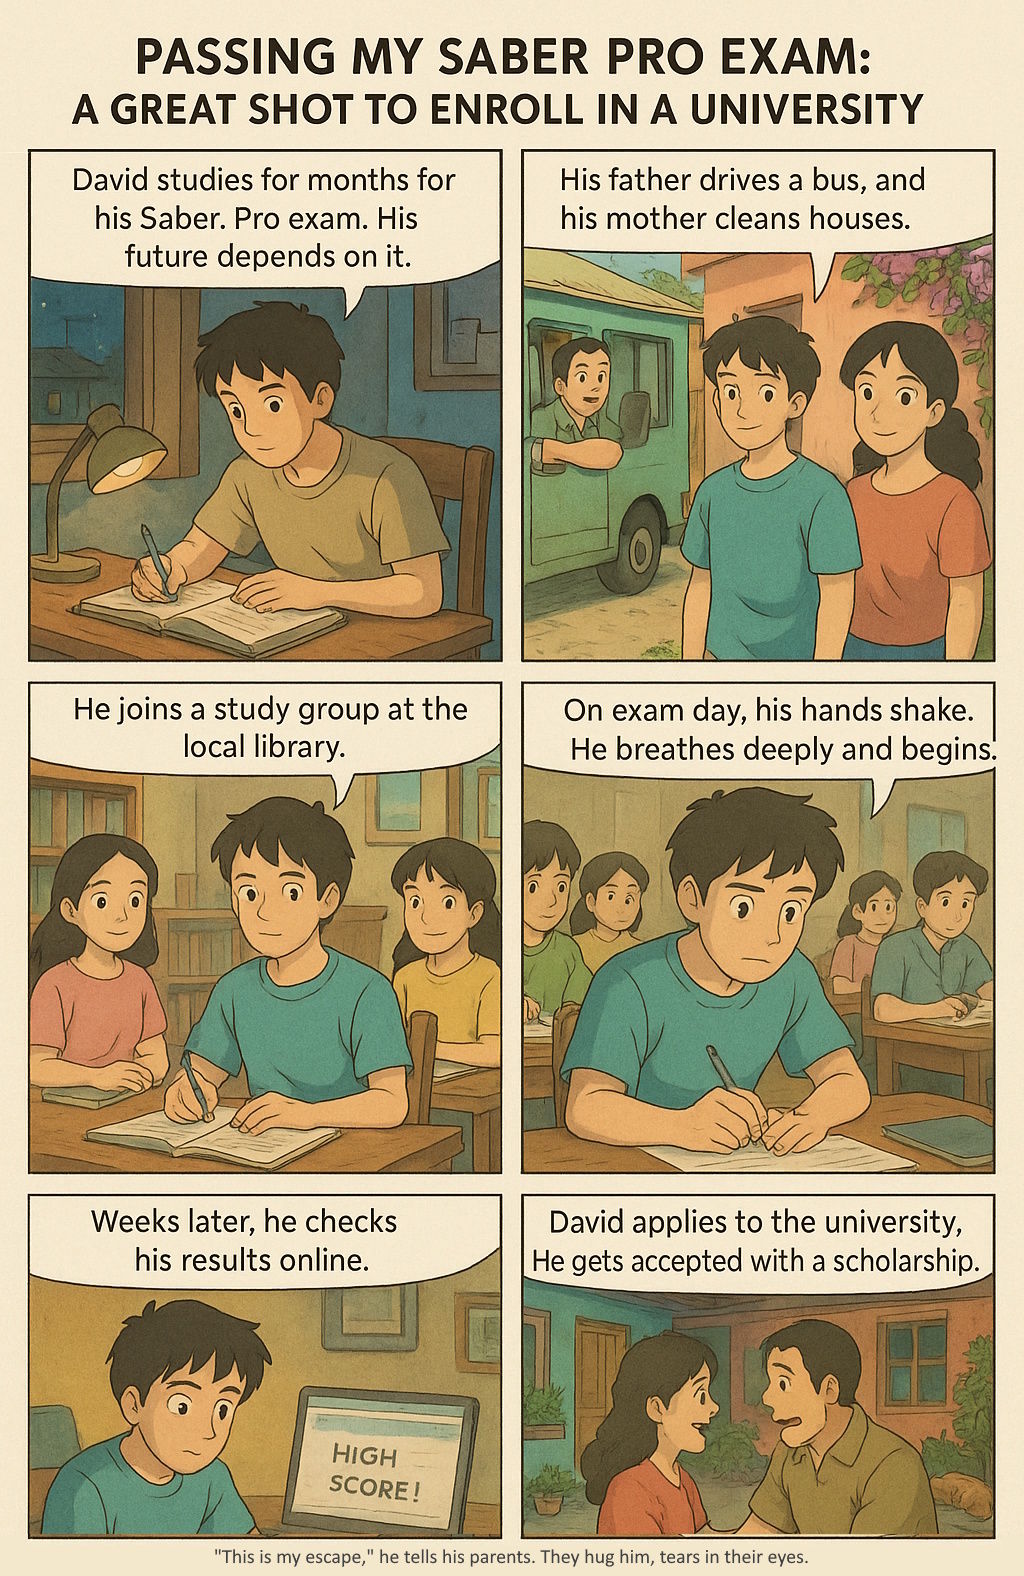 PASSING MY SABER PRO EXAM:
A GREAT SHOT TO ENROLL IN A UNIVERSITY
David studies for months for
his Saber. Pro exam. His
future depends on it.
His father drives a bus, and
his mother cleans houses.
He joins a study group at the
local library.
On exam day, his hands shake.
He breathes deeply and begins.
Weeks later, he checks
his results online.
HIGH
SCORE!
David applies to the university,
He gets accepted with a scholarship.
"This is my escape," he tells his parents. They hug him, tears in their eyes.